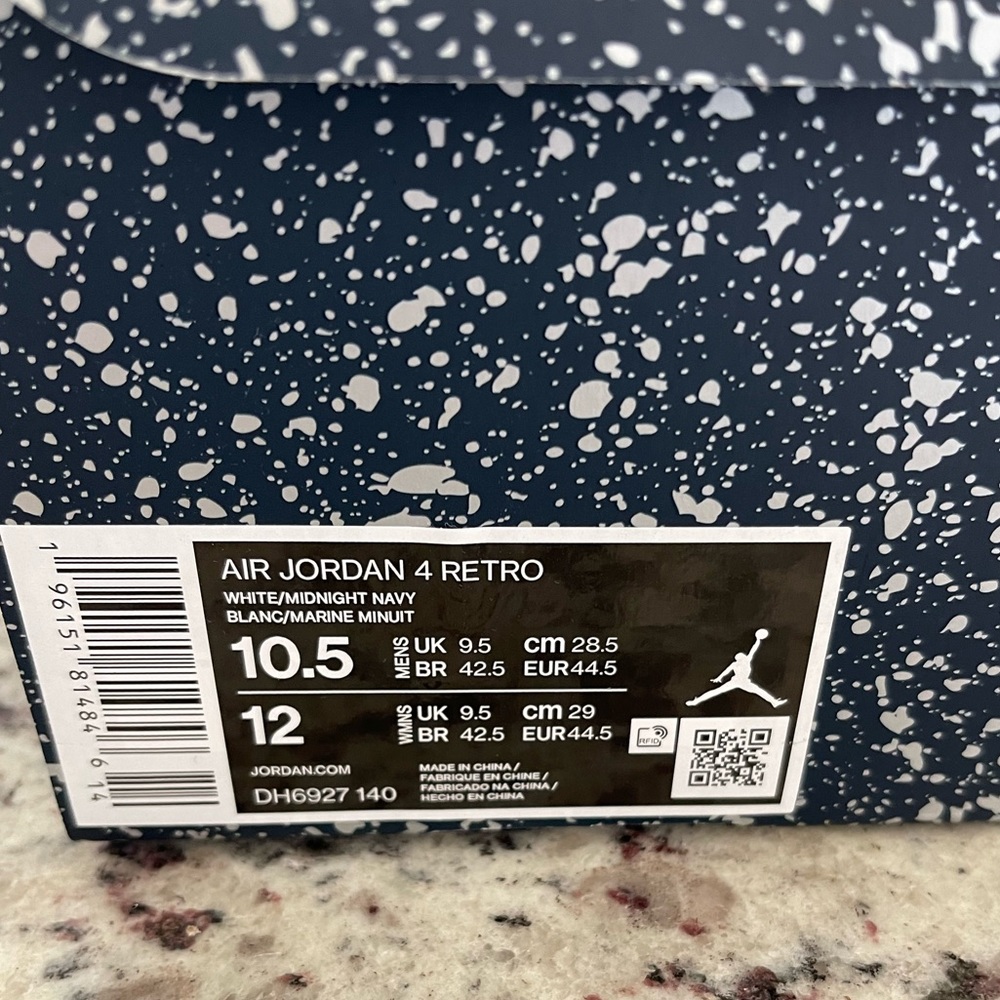 1 96151 81484 6 14
AIR JORDAN 4 RETRO
WHITE/MIDNIGHT NAVY
BLANC/MARINE MINUIT
10.5 MENS UK 9.5 cm 28.5
BR 42.5 EUR 44.5
12 WMNS UK 9.5 cm 29
BR 42.5 EUR 44.5
RFID
JORDAN.COM
DH6927 140
MADE IN CHINA /
FABRIQUE EN CHINE /
FABRICADO NA CHINA /
HECHO EN CHINA